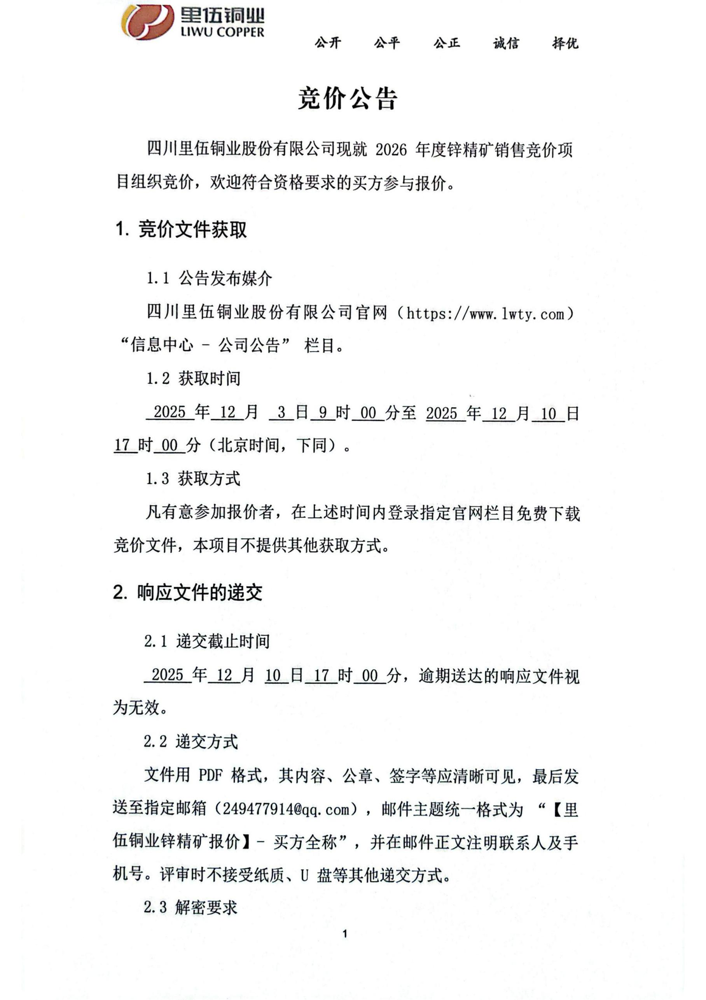 里伍铜业
LIWU COPPER
公开 公平 公正 诚信 择优
竞价公告
四川里伍铜业股份有限公司现就 2026 年度锌精矿销售竞价项
目组织竞价，欢迎符合资格要求的买方参与报价。
1. 竞价文件获取
1.1 公告发布媒介
四川里伍铜业股份有限公司官网（https://www.lwty.com）
“信息中心 - 公司公告” 栏目。
1.2 获取时间
2025 年 12 月 3 日 9 时 00 分至 2025 年 12 月 10 日
17 时 00 分（北京时间，下同）。
1.3 获取方式
凡有意参加报价者，在上述时间内登录指定官网栏目免费下载
竞价文件，本项目不提供其他获取方式。
2. 响应文件的递交
2.1 递交截止时间
2025 年 12 月 10 日 17 时 00 分，逾期送达的响应文件视
为无效。
2.2 递交方式
文件用 PDF 格式，其内容、公章、签字等应清晰可见，最后发
送至指定邮箱（249477914@qq.com），邮件主题统一格式为 “【里
伍铜业锌精矿报价】- 买方全称”，并在邮件正文注明联系人及手
机号。评审时不接受纸质、U 盘等其他递交方式。
2.3 解密要求
1